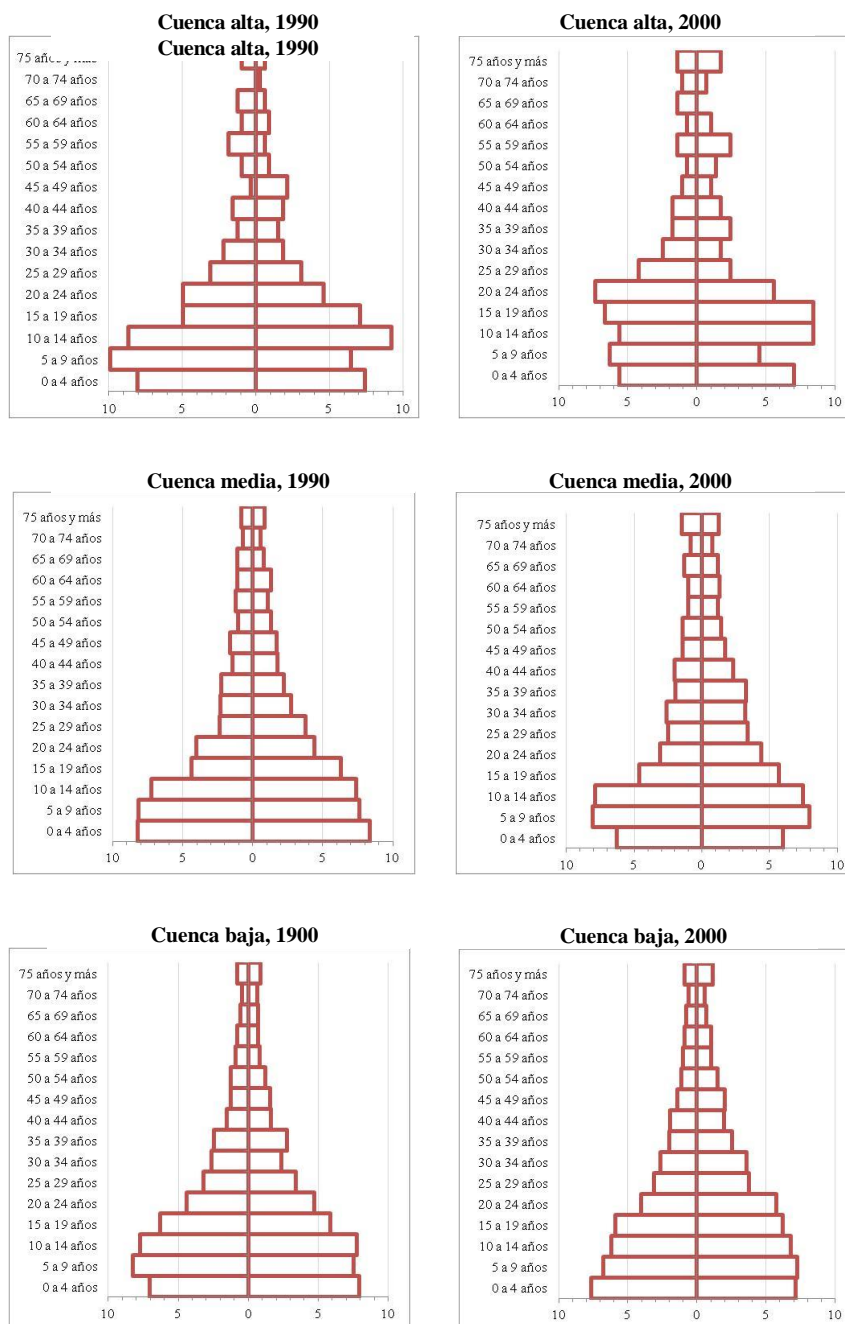 Cuenca alta, 1990
Cuenca alta, 1990
75 años y más
70 a 74 años
65 a 69 años
60 a 64 años
55 a 59 años
50 a 54 años
45 a 49 años
40 a 44 años
35 a 39 años
30 a 34 años
25 a 29 años
20 a 24 años
15 a 19 años
10 a 14 años
5 a 9 años
0 a 4 años
10 5 0 5 10
Cuenca alta, 2000
75 años y más
70 a 74 años
65 a 69 años
60 a 64 años
55 a 59 años
50 a 54 años
45 a 49 años
40 a 44 años
35 a 39 años
30 a 34 años
25 a 29 años
20 a 24 años
15 a 19 años
10 a 14 años
5 a 9 años
0 a 4 años
10 5 0 5 10
Cuenca media, 1990
75 años y más
70 a 74 años
65 a 69 años
60 a 64 años
55 a 59 años
50 a 54 años
45 a 49 años
40 a 44 años
35 a 39 años
30 a 34 años
25 a 29 años
20 a 24 años
15 a 19 años
10 a 14 años
5 a 9 años
0 a 4 años
10 5 0 5 10
Cuenca media, 2000
75 años y más
70 a 74 años
65 a 69 años
60 a 64 años
55 a 59 años
50 a 54 años
45 a 49 años
40 a 44 años
35 a 39 años
30 a 34 años
25 a 29 años
20 a 24 años
15 a 19 años
10 a 14 años
5 a 9 años
0 a 4 años
10 5 0 5 10
Cuenca baja, 1900
75 años y más
70 a 74 años
65 a 69 años
60 a 64 años
55 a 59 años
50 a 54 años
45 a 49 años
40 a 44 años
35 a 39 años
30 a 34 años
25 a 29 años
20 a 24 años
15 a 19 años
10 a 14 años
5 a 9 años
0 a 4 años
10 5 0 5 10
Cuenca baja, 2000
75 años y más
70 a 74 años
65 a 69 años
60 a 64 años
55 a 59 años
50 a 54 años
45 a 49 años
40 a 44 años
35 a 39 años
30 a 34 años
25 a 29 años
20 a 24 años
15 a 19 años
10 a 14 años
5 a 9 años
0 a 4 años
10 5 0 5 10